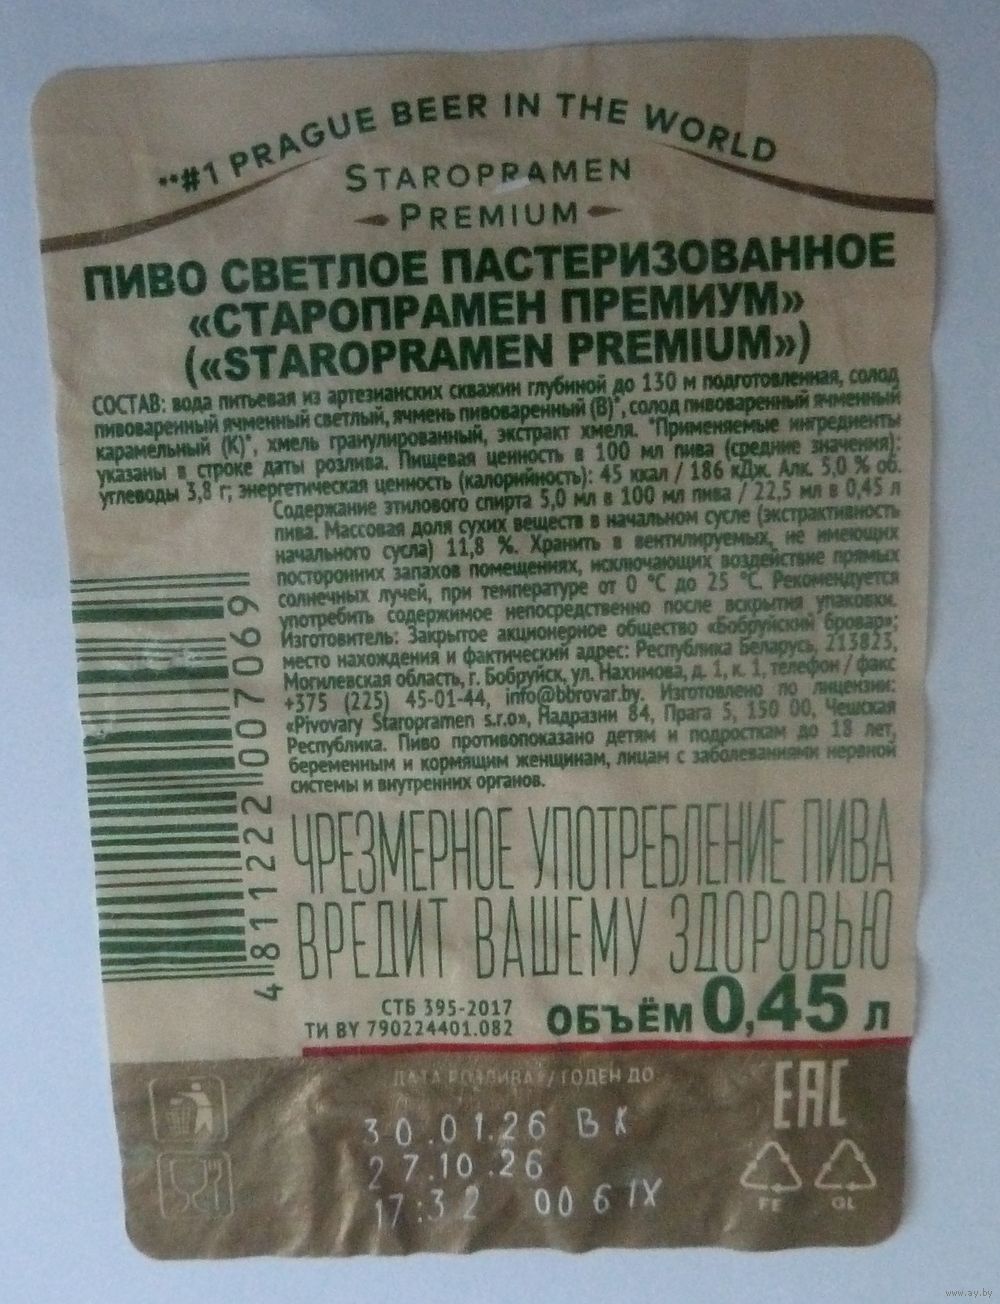 **#1 PRAGUE BEER IN THE WORLD
STAROPRAMEN
PREMIUM
ПИВО СВЕТЛОЕ ПАСТЕРИЗОВАННОЕ
«СТАРОПРАМЕН ПРЕМИУМ»
(«STAROPRAMEN PREMIUM»)
СОСТАВ: вода питьевая из артезианских скважин глубиной до 130 м подготовленная, солод
пивоваренный ячменный светлый, ячмень пивоваренный (В)*, солод пивоваренный ячменный
карамельный (К)*, хмель гранулированный, экстракт хмеля. *Применяемые ингредиенты
указаны в строке даты розлива. Пищевая ценность в 100 мл пива (средние значения):
углеводы 3,8 г; энергетическая ценность (калорийность): 45 ккал / 186 кДж. Алк. 5,0 % об.
Содержание этилового спирта 5,0 мл в 100 мл пива / 22,5 мл в 0,45 л
пива. Массовая доля сухих веществ в начальном сусле (экстрактивность
начального сусла) 11,8 %. Хранить в вентилируемых, не имеющих
посторонних запахов помещениях, исключающих воздействие прямых
солнечных лучей, при температуре от 0 °С до 25 °С. Рекомендуется
употребить содержимое непосредственно после вскрытия упаковки.
Изготовитель: Закрытое акционерное общество «Бобруйский бровар»;
место нахождения и фактический адрес: Республика Беларусь, 213823,
Могилевская область, г. Бобруйск, ул. Нахимова, д. 1, к. 1, телефон / факс
+375 (225) 45-01-44, info@bbrovar.by. Изготовлено по лицензии:
«Pivovary Staropramen s.r.o», Надразни 84, Прага 5, 150 00, Чешская
Республика. Пиво противопоказано детям и подросткам до 18 лет,
беременным и кормящим женщинам, лицам с заболеваниями нервной
системы и внутренних органов.
4 811222 007069
ЧРЕЗМЕРНОЕ УПОТРЕБЛЕНИЕ ПИВА
ВРЕДИТ ВАШЕМУ ЗДОРОВЬЮ
СТБ 395-2017
ТИ BY 790224401.082
ОБЪЁМ 0,45 л
ДАТА РОЗЛИВА / ГОДЕН ДО
30.01.26 ВК
27.10.26
17:32 006 IX
EAC
FE
GL
www.ay.by